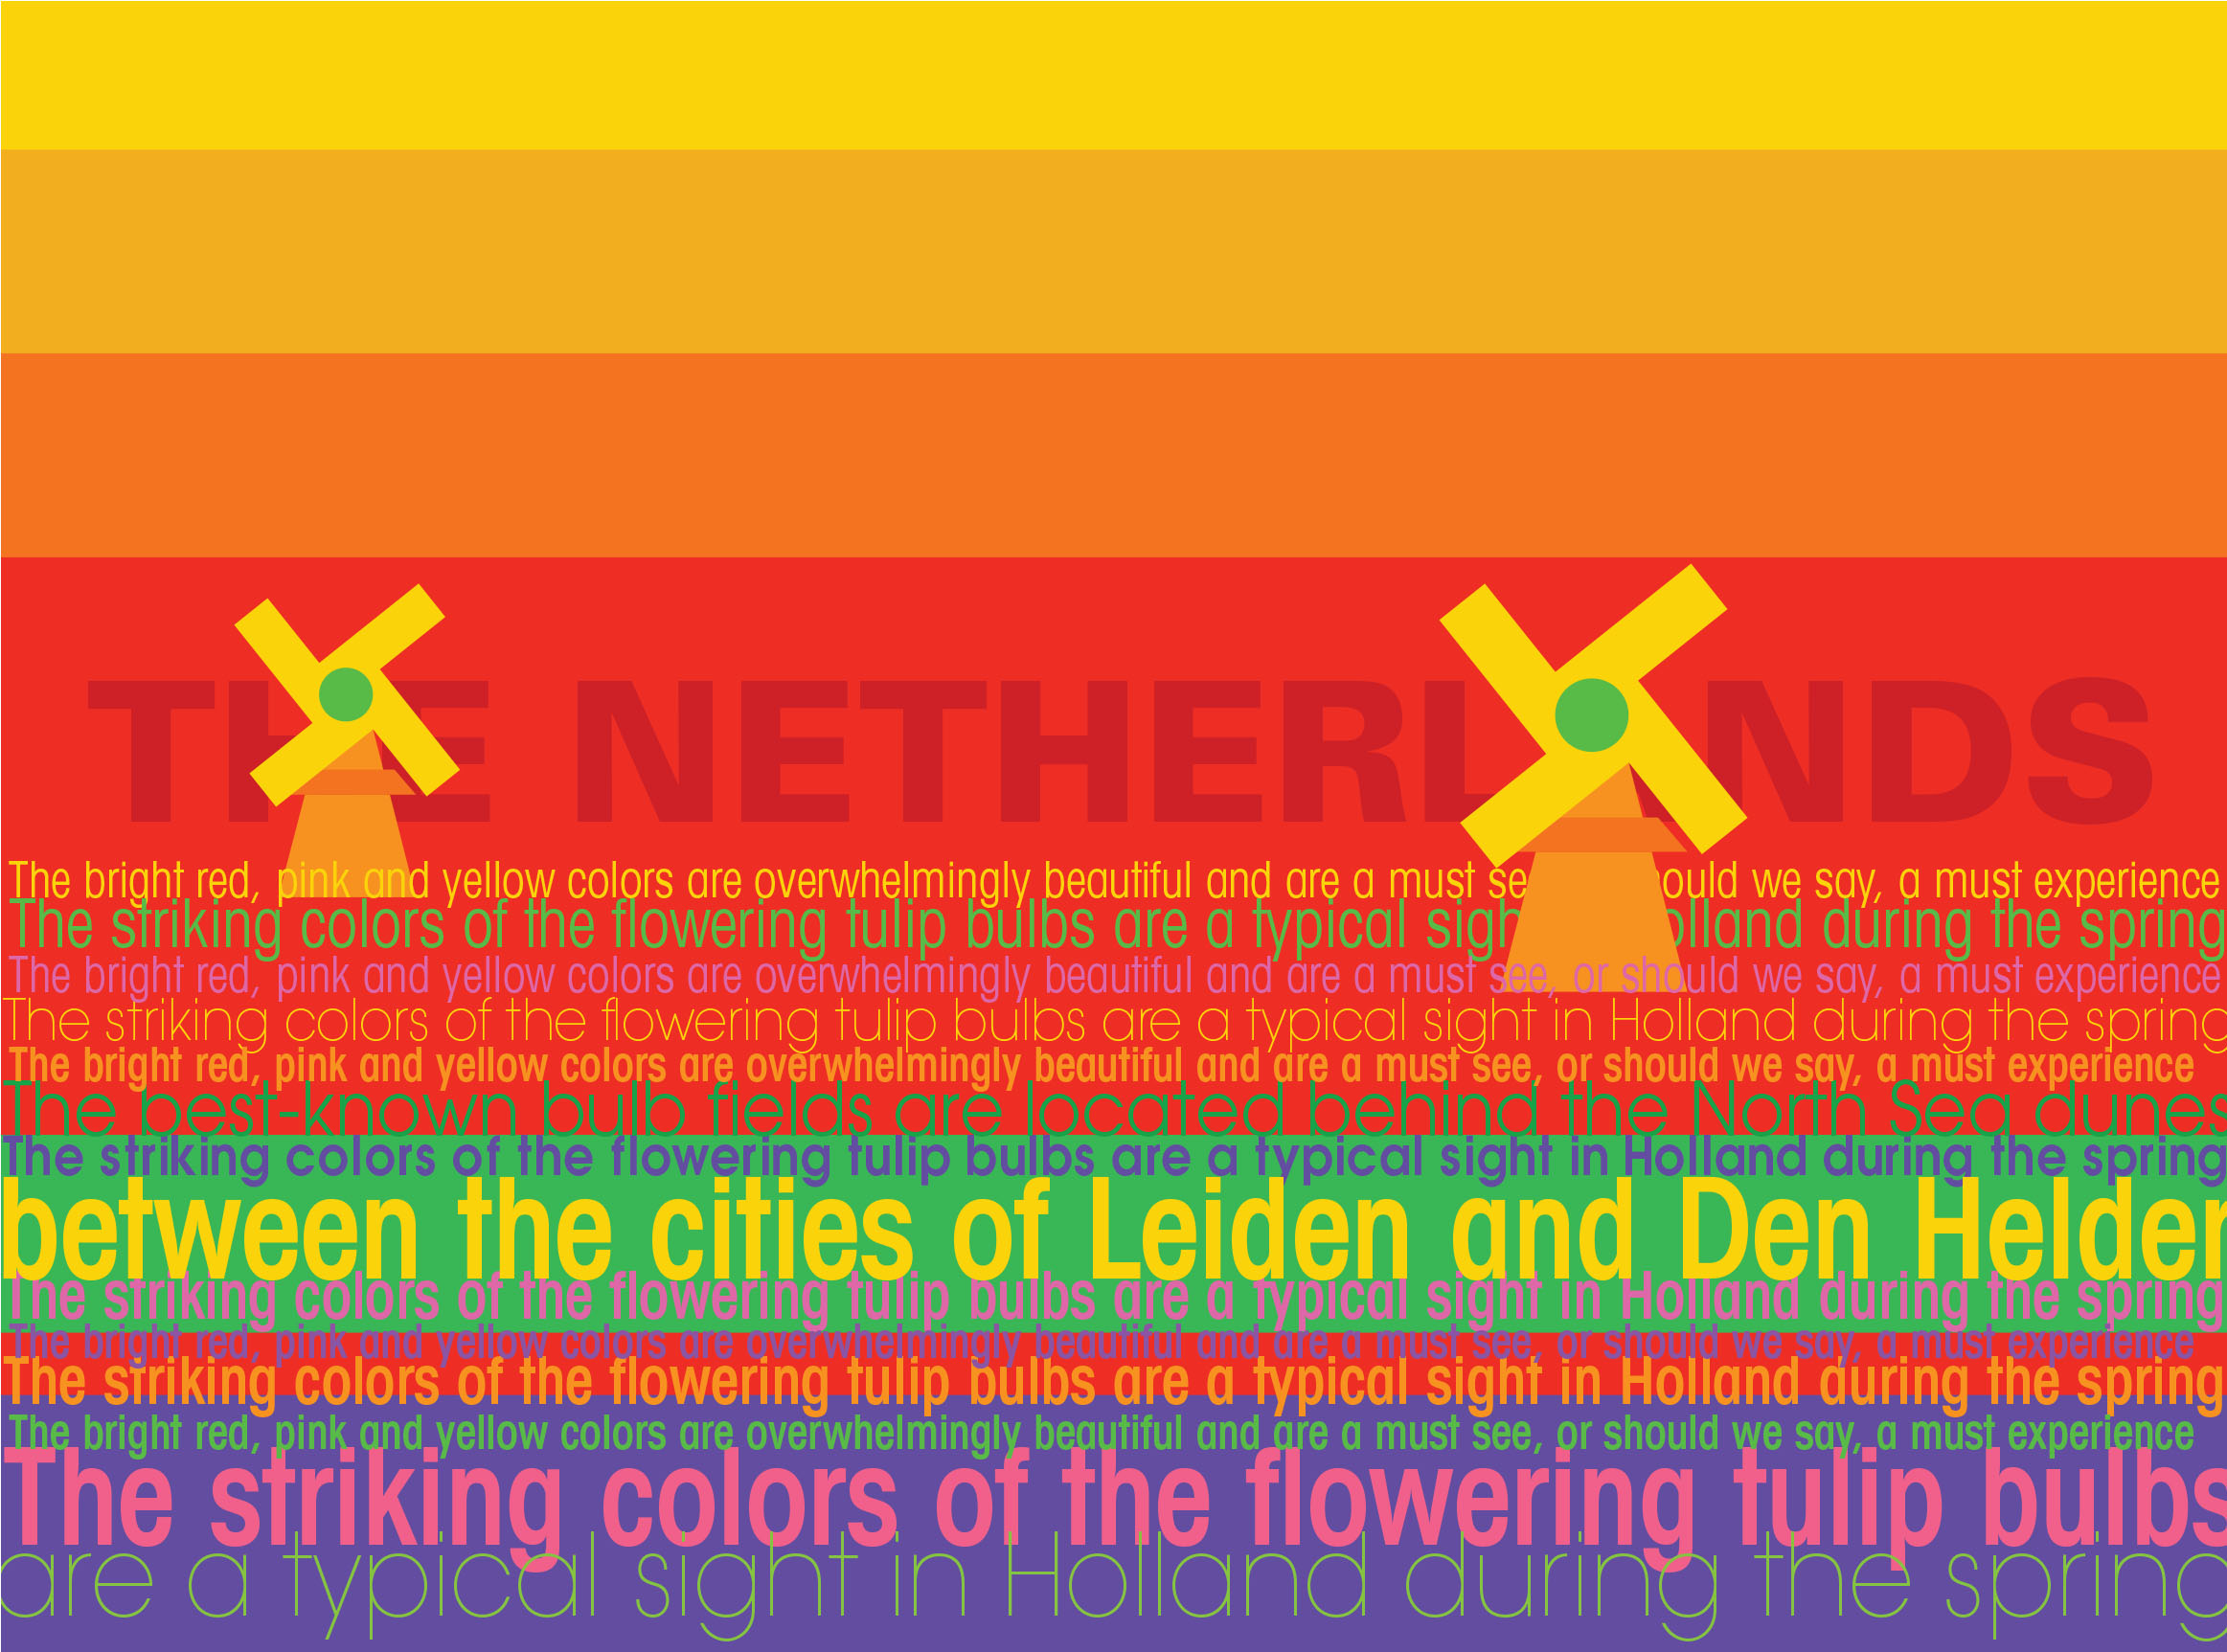 THE NETHERLANDS
The bright red, pink and yellow colors are overwhelmingly beautiful and are a must se ould we say, a must experience
The striking colors of the flowering tulip bulbs are a typical sigh olland during the spring
The bright red, pink and yellow colors are overwhelmingly beautiful and are a must see, or should we say, a must experience
The striking colors of the flowering tulip bulbs are a typical sight in Holland during the spring
The bright red, pink and yellow colors are overwhelmingly beautiful and are a must see, or should we say, a must experience
The best-known bulb fields are located behind the North Sea dunes
The striking colors of the flowering tulip bulbs are a typical sight in Holland during the spring
between the cities of Leiden and Den Helder
The striking colors of the flowering tulip bulbs are a typical sight in Holland during the spring
The bright red, pink and yellow colors are overwhelmingly beautiful and are a must see, or should we say, a must experience
The striking colors of the flowering tulip bulbs are a typical sight in Holland during the spring
The bright red, pink and yellow colors are overwhelmingly beautiful and are a must see, or should we say, a must experience
The striking colors of the flowering tulip bulbs
are a typical sight in Holland during the spring